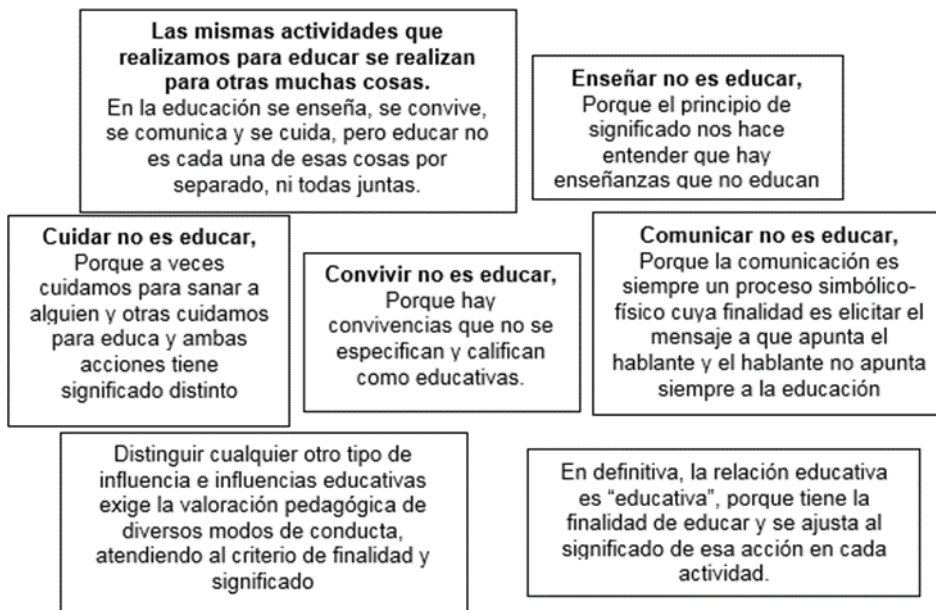 Las mismas actividades que
realizamos para educar se realizan
para otras muchas cosas.
En la educación se enseña, se convive,
se comunica y se cuida, pero educar no
es cada una de esas cosas por
separado, ni todas juntas.
Enseñar no es educar,
Porque el principio de
significado nos hace
entender que hay
enseñanzas que no educan
Cuidar no es educar,
Porque a veces
cuidamos para sanar a
alguien y otras cuidamos
para educa y ambas
acciones tiene
significado distinto
Convivir no es educar,
Porque hay
convivencias que no se
especifican y califican
como educativas.
Comunicar no es educar,
Porque la comunicación es
siempre un proceso simbólico-
físico cuya finalidad es elicitar el
mensaje a que apunta el
hablante y el hablante no apunta
siempre a la educación
Distinguir cualquier otro tipo de
influencia e influencias educativas
exige la valoración pedagógica de
diversos modos de conducta,
atendiendo al criterio de finalidad y
significado
En definitiva, la relación educativa
es “educativa”, porque tiene la
finalidad de educar y se ajusta al
significado de esa acción en cada
actividad.